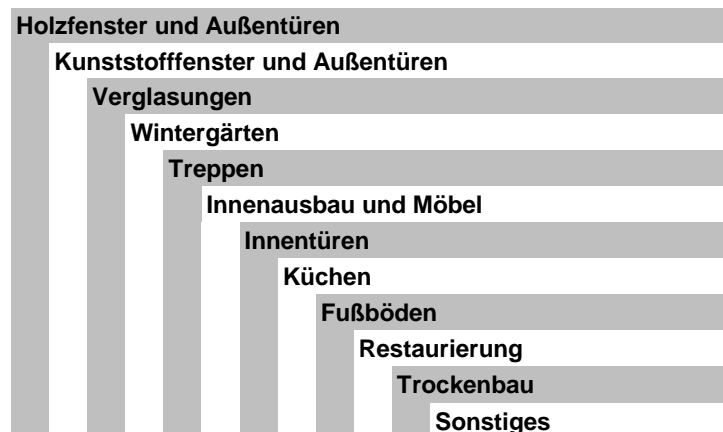 Holzfenster und Außentüren
Kunststofffenster und Außentüren
Verglasungen
Wintergärten
Treppen
Innenausbau und Möbel
Innentüren
Küchen
Fußböden
Restaurierung
Trockenbau
Sonstiges